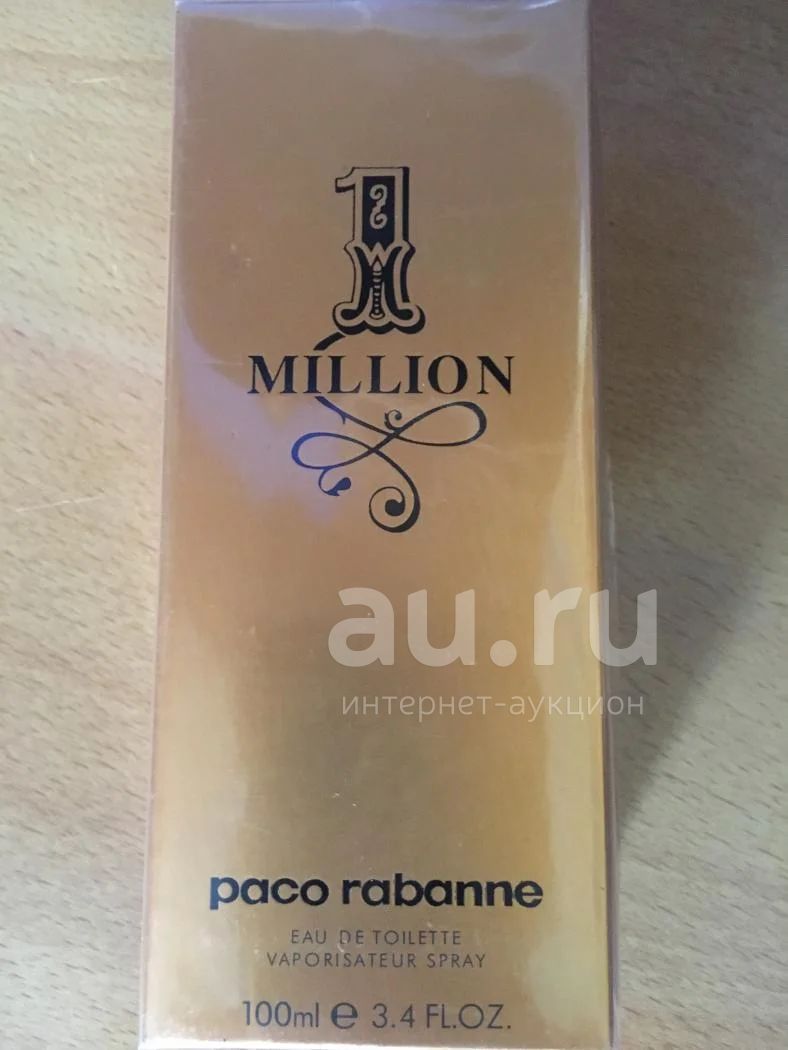 1
MILLION
au.ru
интернет-аукцион
paco rabanne
EAU DE TOILETTE
VAPORISATEUR SPRAY
100ml e 3.4 FL.OZ.